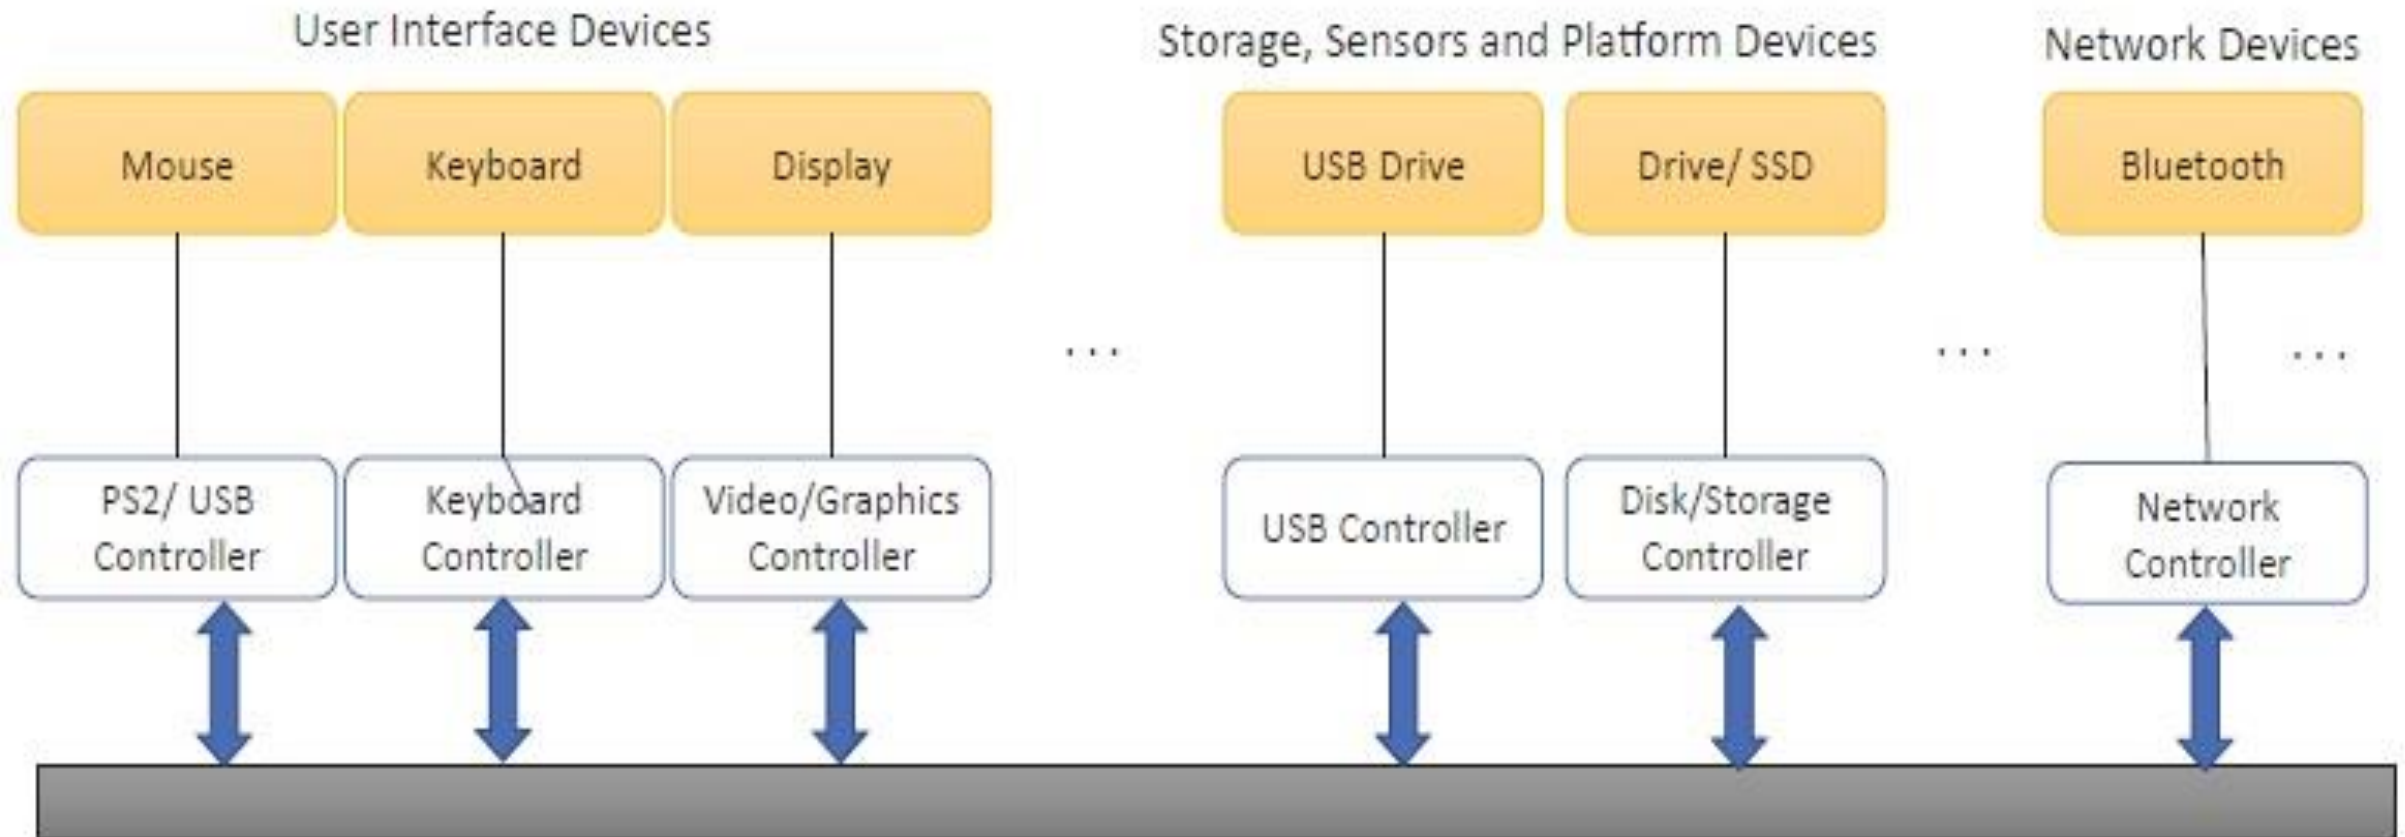 User Interface Devices
Storage, Sensors and Platform Devices
Network Devices
Mouse
Keyboard
Display
USB Drive
Drive/ SSD
Bluetooth
...
...
...
PS2/ USB
Controller
Keyboard
Controller
Video/Graphics
Controller
USB Controller
Disk/Storage
Controller
Network
Controller